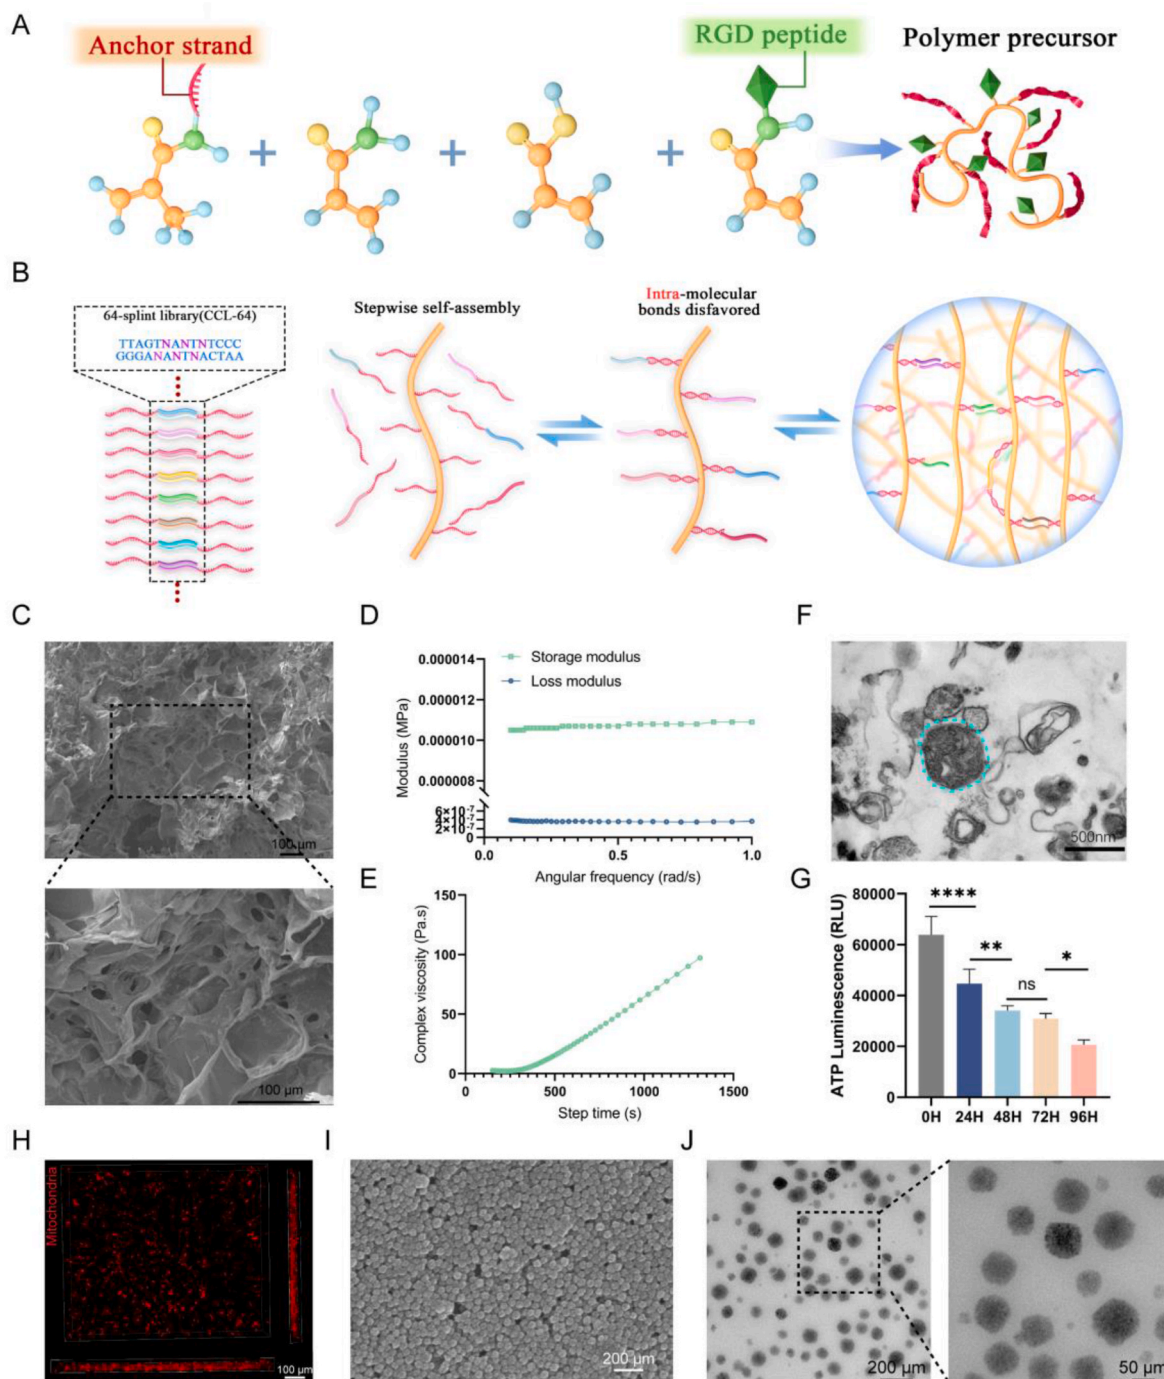 A
Anchor strand
RGD peptide
Polymer precursor
+
+
+
B
64-splint library(CCL-64)
TTAGTNANTNTCCC
GGGANANTNACTAA
Stepwise self-assembly
Intra-molecular
bonds disfavored
C
100 μm
100 μm
D
Storage modulus
Loss modulus
Modulus (MPa)
0.000014
0.000012
0.000010
0.000008
6×10⁻⁷
4×10⁻⁷
2×10⁻⁷
0
0.0
0.5
1.0
Angular frequency (rad/s)
E
Complex viscosity (Pa.s)
150
100
50
0
0
500
1000
1500
Step time (s)
F
500nm
G
ATP Luminescence (RLU)
80000
60000
40000
20000
0
****
**
ns
*
0H
24H
48H
72H
96H
H
Mitochondria
100 μm
I
200 μm
J
200 μm
50 μm